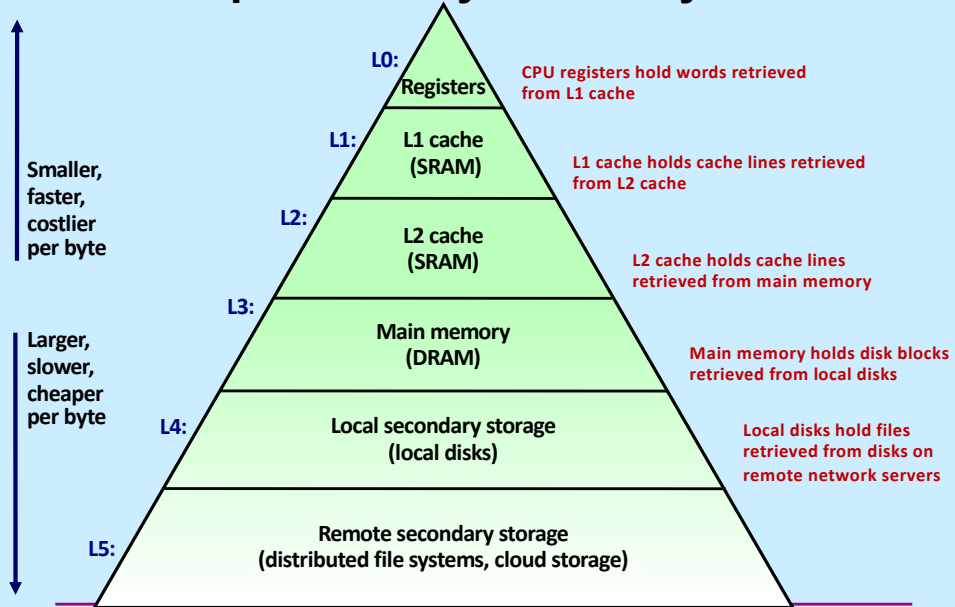 L0:
Registers
CPU registers hold words retrieved
from L1 cache
L1:
L1 cache
(SRAM)
L1 cache holds cache lines retrieved
from L2 cache
Smaller,
faster,
costlier
per byte
L2:
L2 cache
(SRAM)
L2 cache holds cache lines
retrieved from main memory
L3:
Main memory
(DRAM)
Larger,
slower,
cheaper
per byte
Main memory holds disk blocks
retrieved from local disks
L4:
Local secondary storage
(local disks)
Local disks hold files
retrieved from disks on
remote network servers
L5:
Remote secondary storage
(distributed file systems, cloud storage)